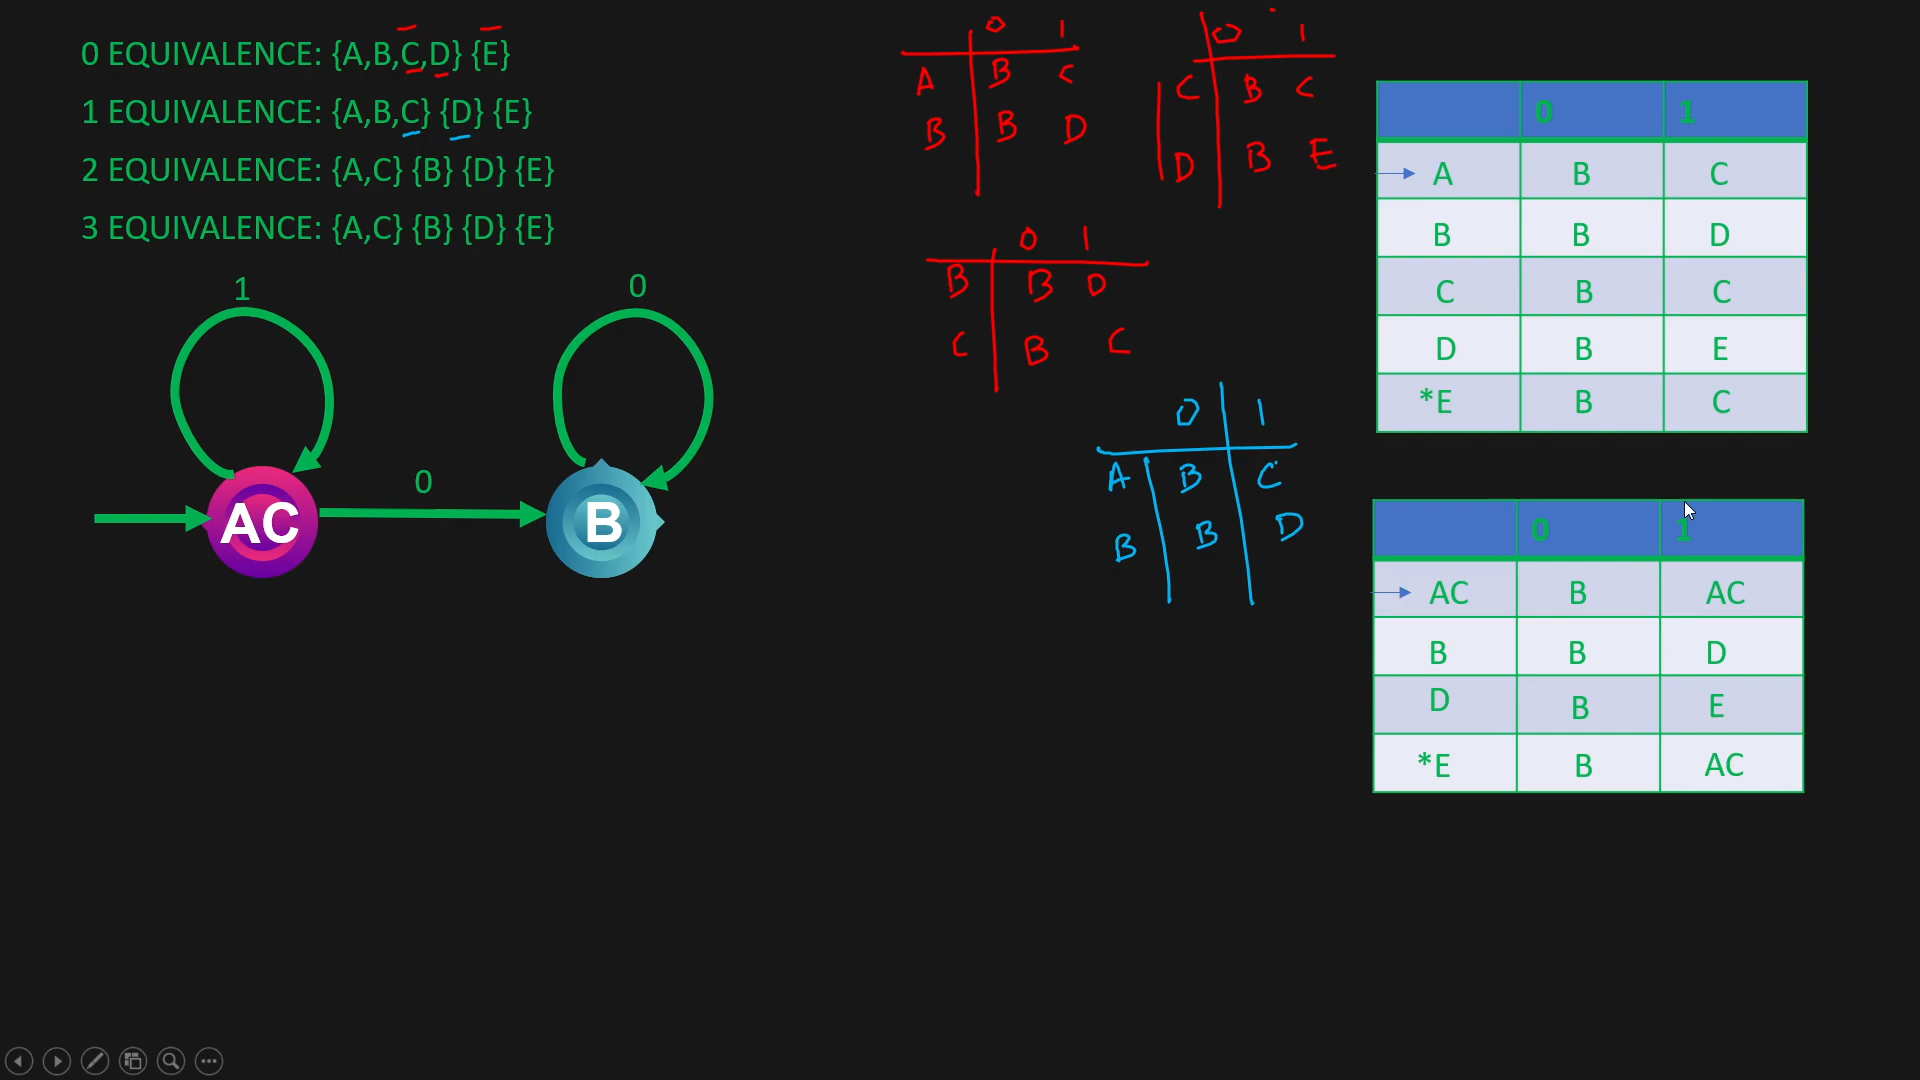 0 EQUIVALENCE: {A,B,C,D} {E}
1 EQUIVALENCE: {A,B,C} {D} {E}
2 EQUIVALENCE: {A,C} {B} {D} {E}
3 EQUIVALENCE: {A,C} {B} {D} {E}
1
0
0
AC
B
0 1
A B C
B B D
0 1
C B C
D B E
0 1
B B D
C B C
0 1
A B C
B B D
0 1
A B C
B B D
C B C
D B E
*E B C
0 1
AC B AC
B B D
D B E
*E B AC